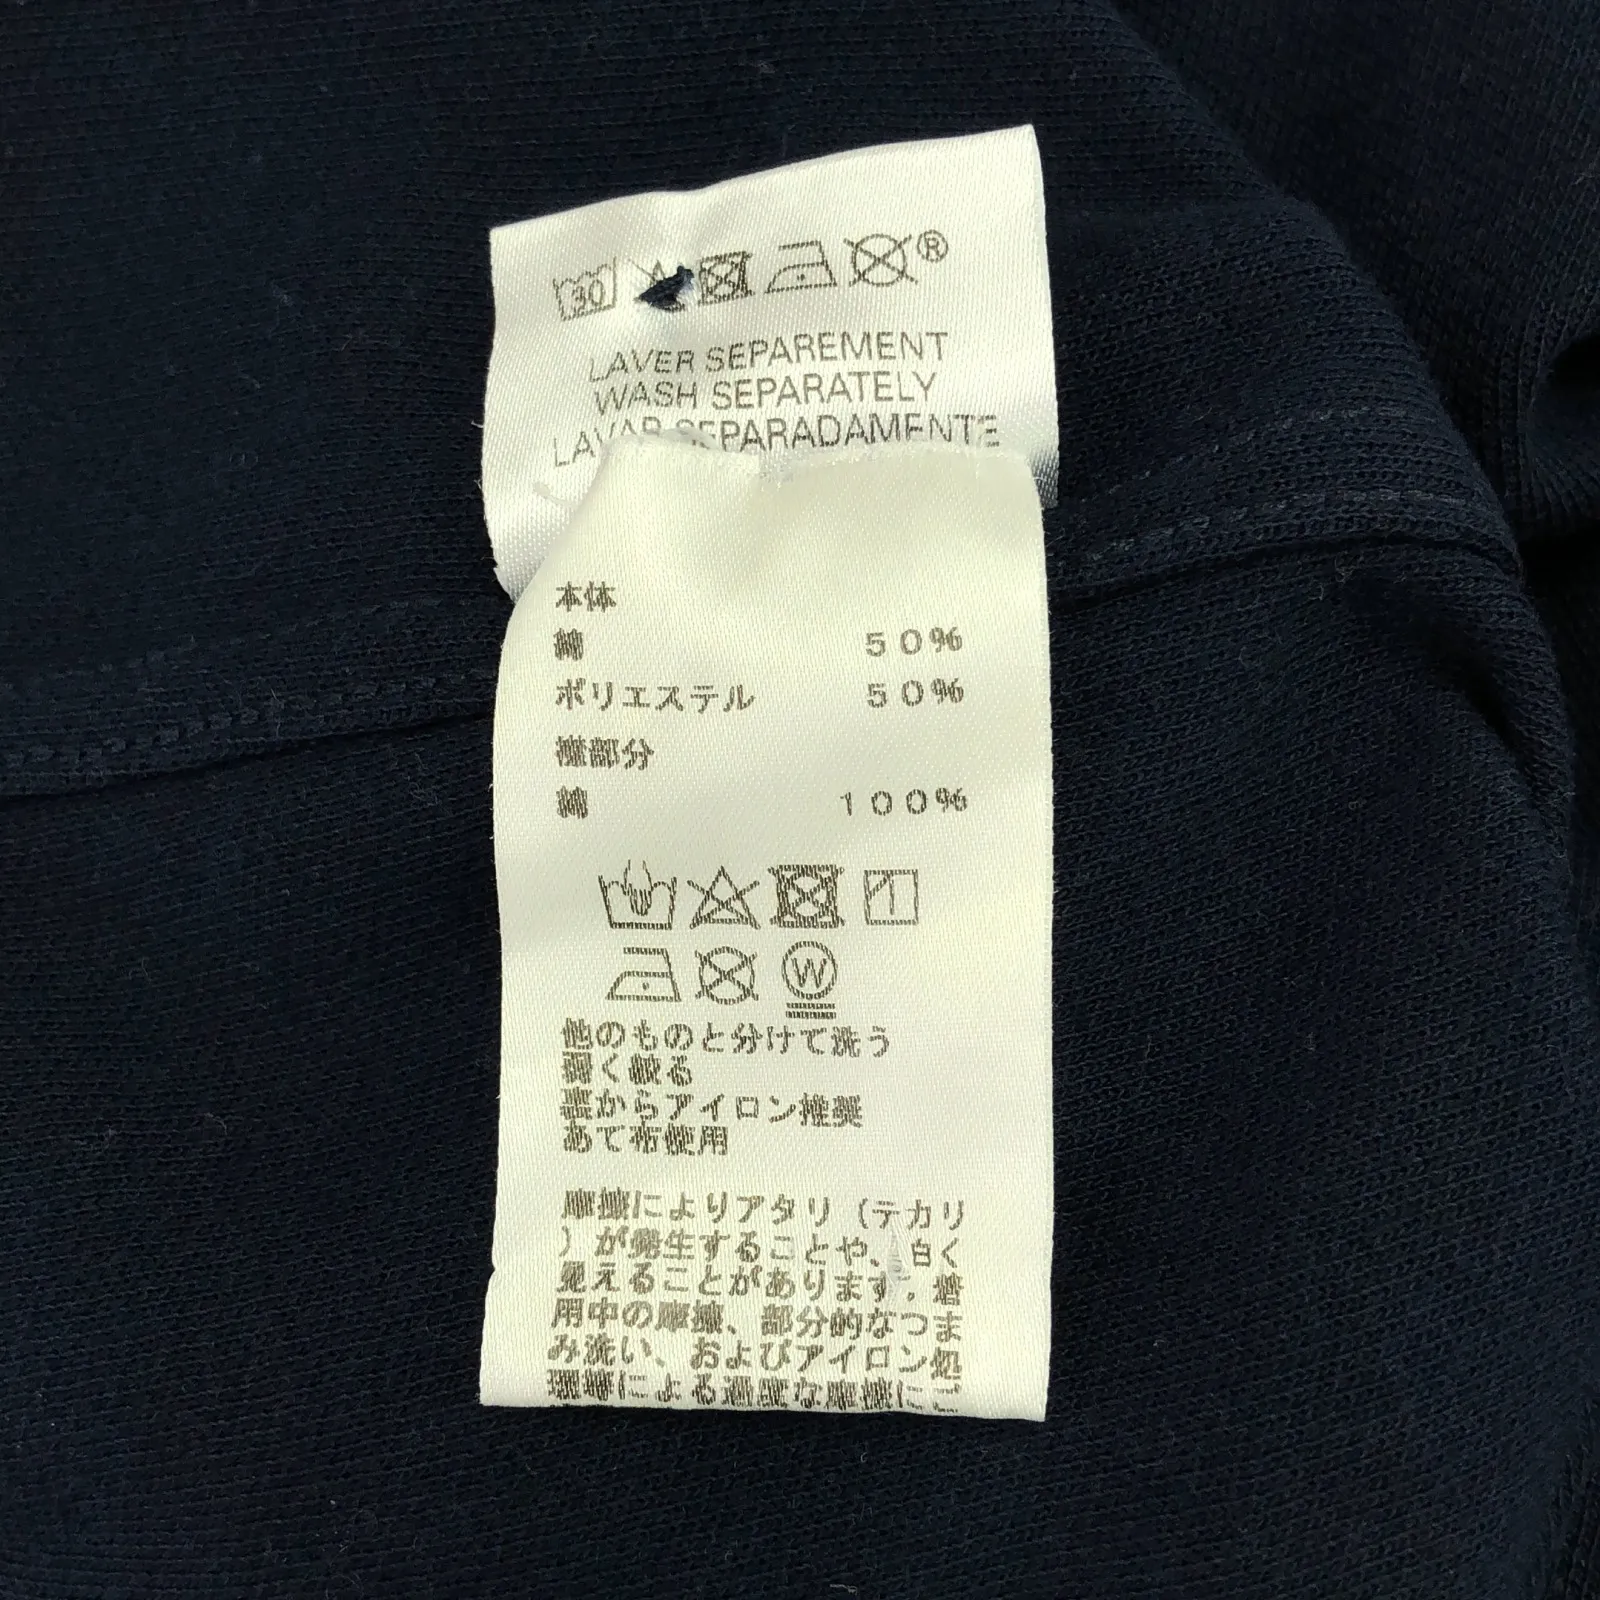 30
®
LAVER SEPAREMENT
WASH SEPARATELY
LAVAR SEPARADAMENTE
本体
綿 50%
ポリエステル 50%
襟部分
綿 100%
W
他のものと分けて洗う
弱く絞る
裏からアイロン推奨
あて布使用
摩擦によりアタリ（テカリ
）が発生することや、白く
見えることがあります。着
用中の摩擦、部分的なつま
み洗い、およびアイロン処
理等による過度な摩擦にご